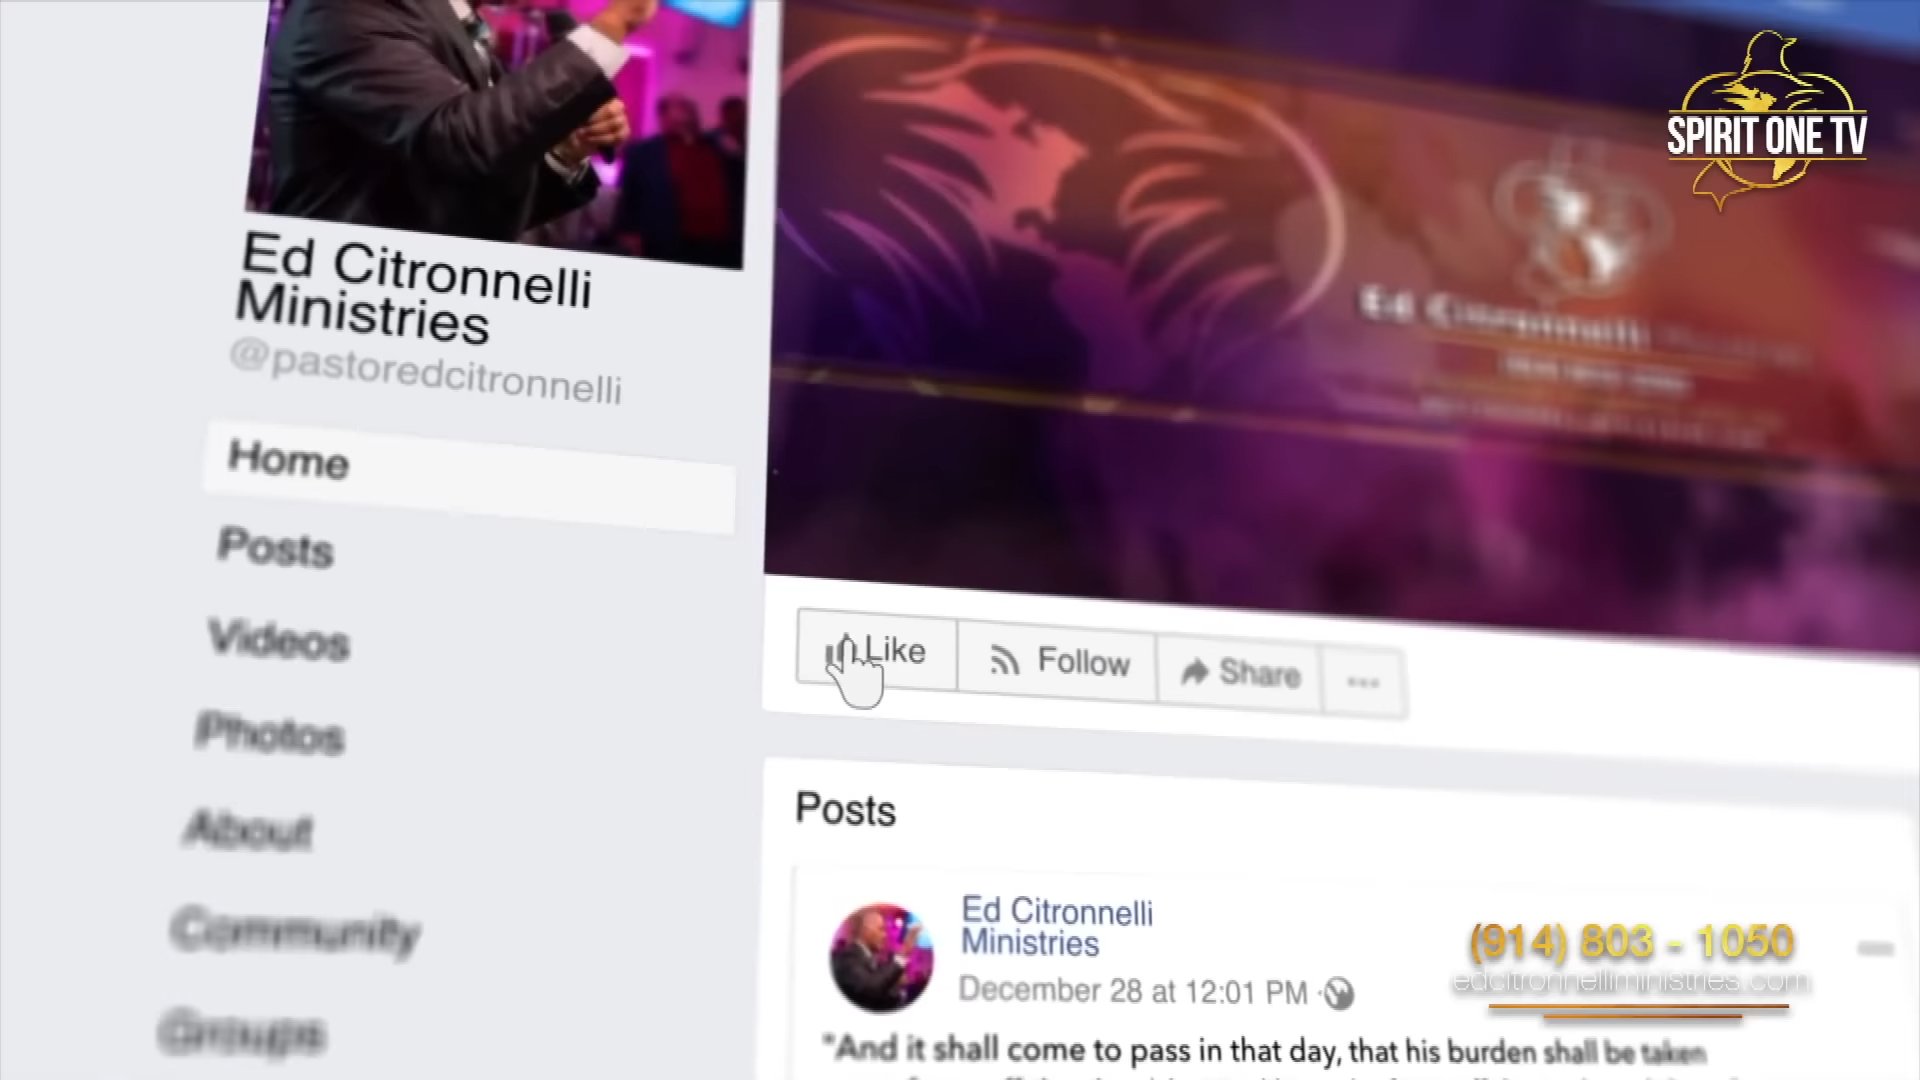 SPIRIT ONE TV
Ed Citronnelli
Ministries
@pastoredcitronnelli
Home
Posts
Videos
Photos
About
Community
Groups
Ed Citronnelli
Like
Follow
Share
...
Posts
Ed Citronnelli
Ministries
December 28 at 12:01 PM ·
"And it shall come to pass in that day, that his burden shall be taken
(914) 803 - 1050
edcitronnelliministries.com